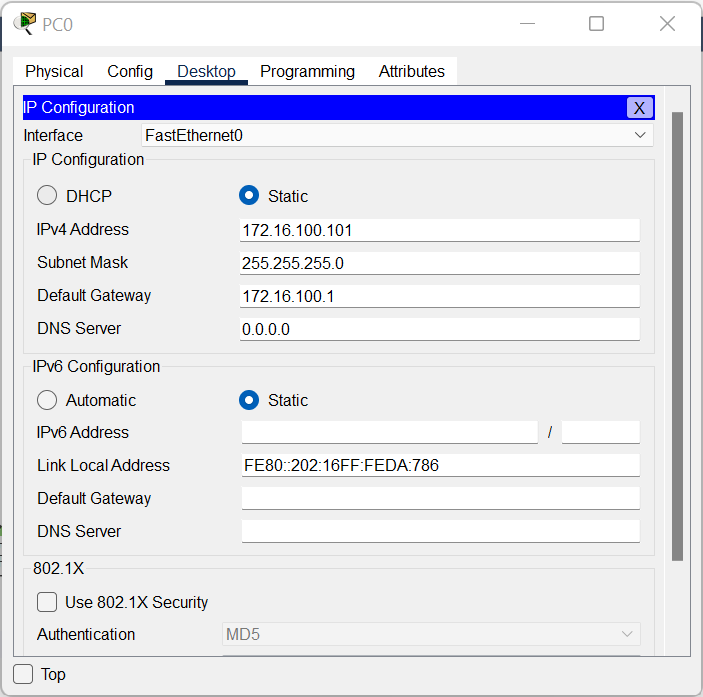 PC0
Physical Config Desktop Programming Attributes
IP Configuration X
Interface FastEthernet0
IP Configuration
DHCP Static
IPv4 Address 172.16.100.101
Subnet Mask 255.255.255.0
Default Gateway 172.16.100.1
DNS Server 0.0.0.0
IPv6 Configuration
Automatic Static
IPv6 Address /
Link Local Address FE80::202:16FF:FEDA:786
Default Gateway
DNS Server
802.1X
Use 802.1X Security
Authentication MD5
Top